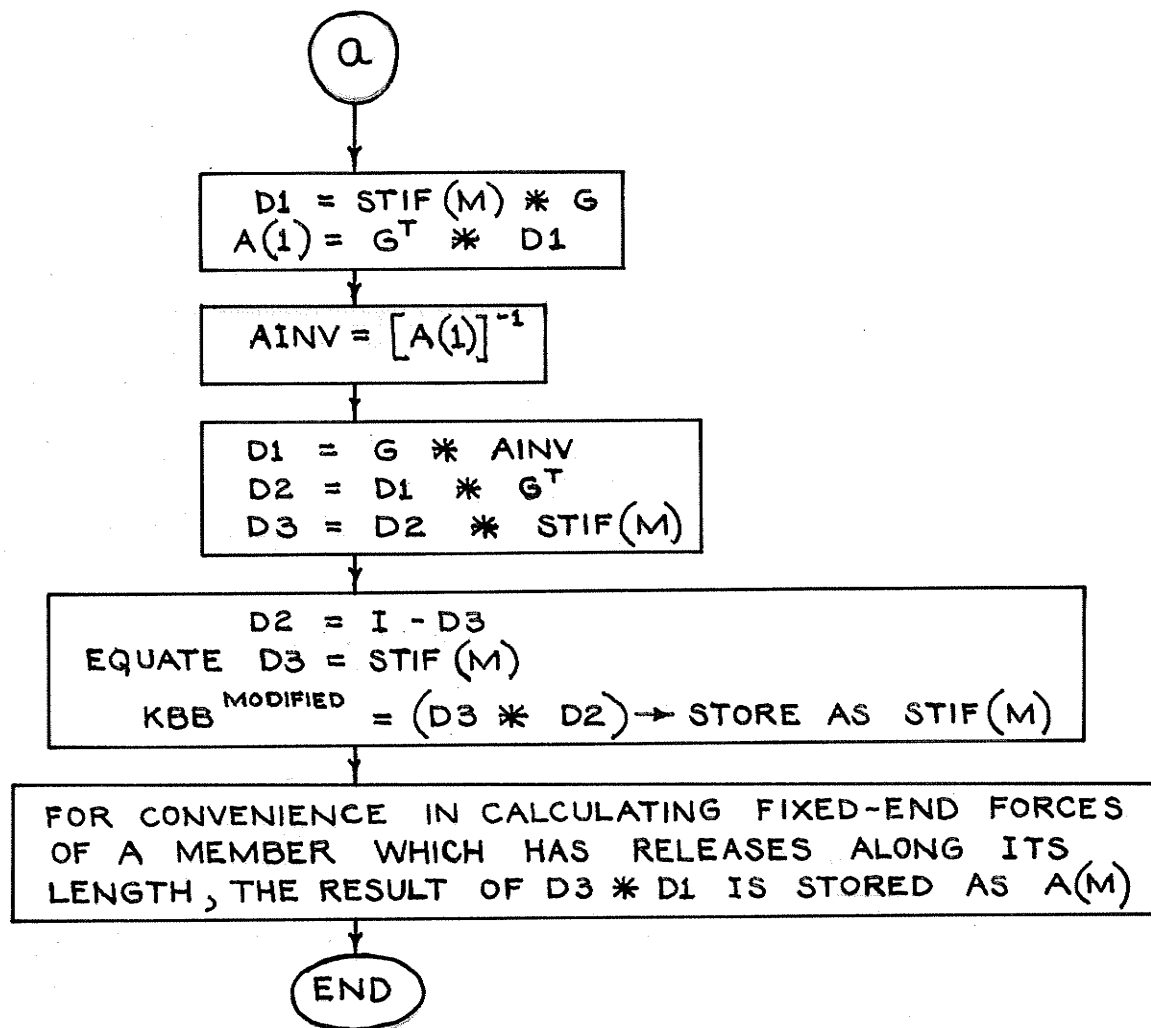 a
D1 = STIF(M) * G
A(1) = Gᵀ * D1
AINV = [A(1)]⁻¹
D1 = G * AINV
D2 = D1 * Gᵀ
D3 = D2 * STIF(M)
D2 = I - D3
EQUATE D3 = STIF(M)
KBB MODIFIED = (D3 * D2) → STORE AS STIF(M)
FOR CONVENIENCE IN CALCULATING FIXED-END FORCES
OF A MEMBER WHICH HAS RELEASES ALONG ITS
LENGTH, THE RESULT OF D3 * D1 IS STORED AS A(M)
END